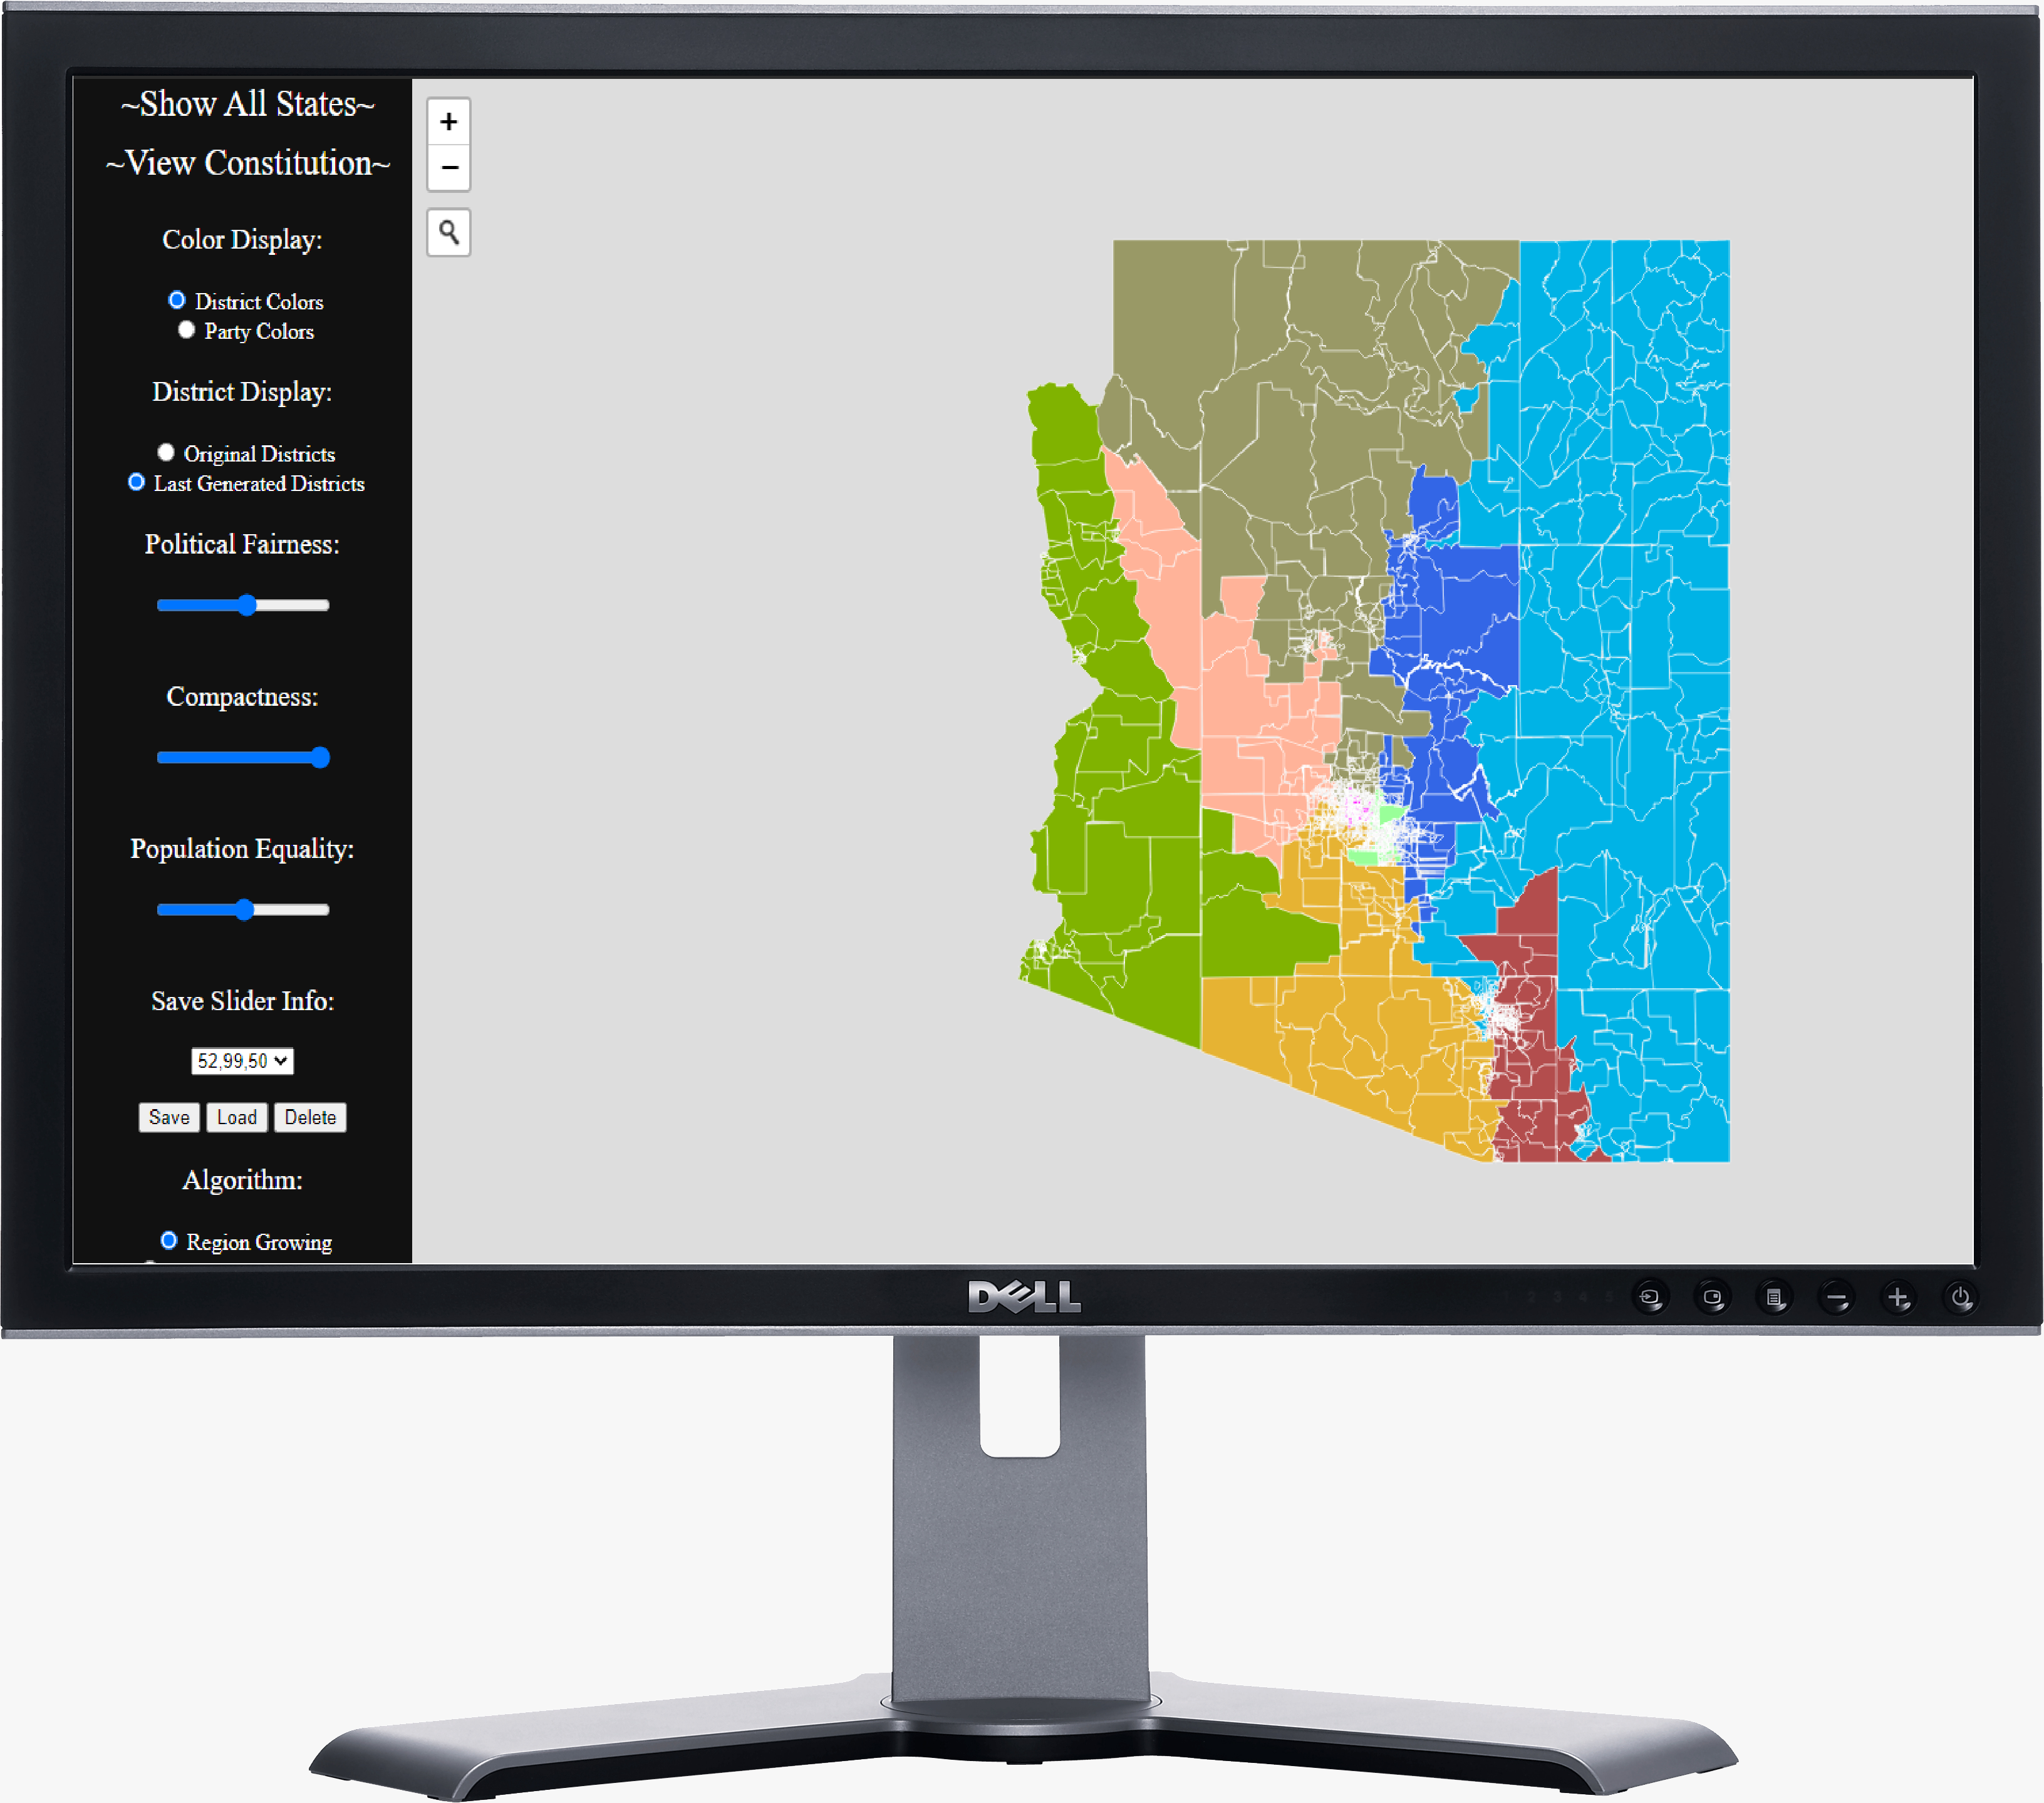 ~Show All States~
~View Constitution~
Color Display:
District Colors
Party Colors
District Display:
Original Districts
Last Generated Districts
Political Fairness:
Compactness:
Population Equality:
Save Slider Info:
52,99,50
Save Load Delete
Algorithm:
Region Growing
DELL